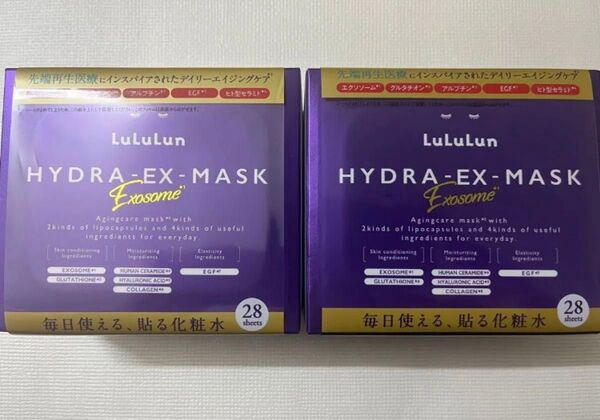 先端再生医療にインスパイアされたデイリーエイジングケア
アルブチン EGF ヒト型セラミド
LuLuLun
HYDRA-EX-MASK
Exosome*1
Agingcare mask with
2kinds of lipocapsules and 4kinds of useful
ingredients for everyday.
Skin conditioning Ingredients
Moisturizing Ingredients
Elasticity Ingredients
EXOSOME HUMAN CERAMIDE EGF
GLUTATHIONE HYALURONIC ACID
COLLAGEN
毎日使える、貼る化粧水
28
sheets
先端再生医療にインスパイアされたデイリーエイジングケア
エクソソーム グルタチオン アルブチン EGF ヒト型セラミド
LuLuLun
HYDRA-EX-MASK
Exosome*1
Agingcare mask with
2kinds of lipocapsules and 4kinds of useful
ingredients for everyday.
Skin conditioning Ingredients
Moisturizing Ingredients
Elasticity Ingredients
EXOSOME HUMAN CERAMIDE EGF
GLUTATHIONE HYALURONIC ACID
COLLAGEN
毎日使える、貼る化粧水
28
sheets